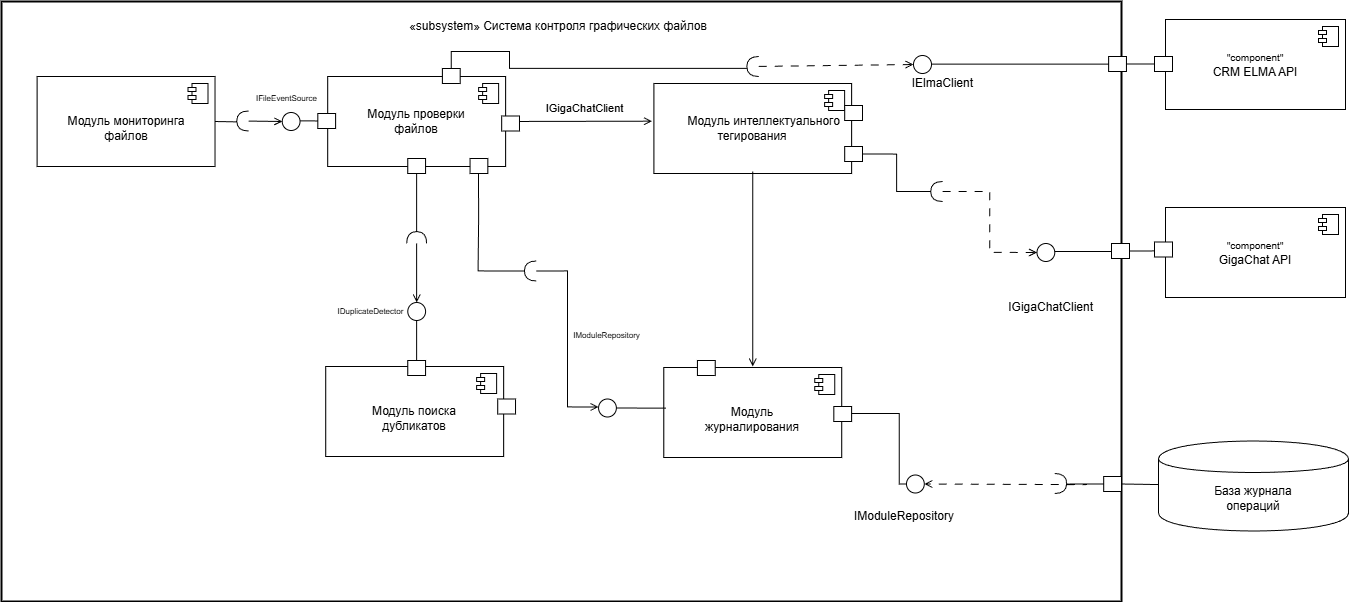 «subsystem» Система контроля графических файлов
"component"
CRM ELMA API
IElmaClient
IFileEventSource
Модуль мониторинга
файлов
Модуль проверки
файлов
IGigaChatClient
Модуль интеллектуального
тегирования
"component"
GigaChat API
IGigaChatClient
IDuplicateDetector
IModuleRepository
Модуль поиска
дубликатов
Модуль
журналирования
База журнала
операций
IModuleRepository